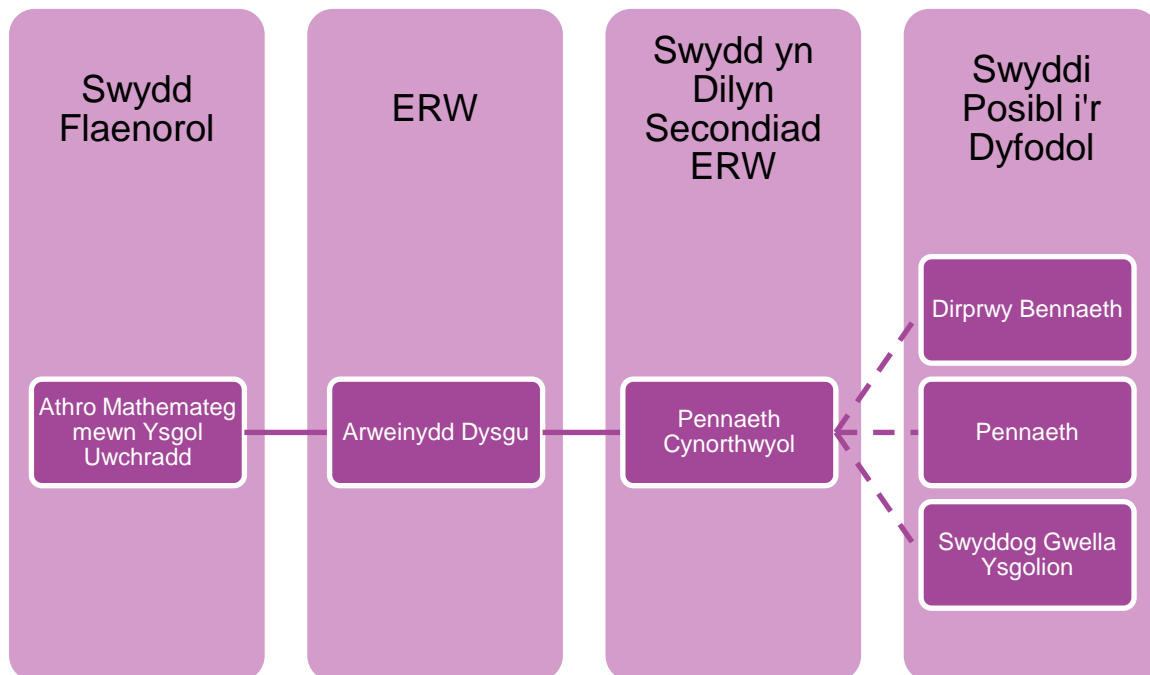 Swydd
Flaenorol
ERW
Swydd yn
Dilyn
Secondiad
ERW
Swyddi
Posibl i'r
Dyfodol
Athro Mathemateg
mewn Ysgol
Uwchradd
Arweinydd Dysgu
Pennaeth
Cynorthwyol
Dirprwy Bennaeth
Pennaeth
Swyddog Gwella
Ysgolion